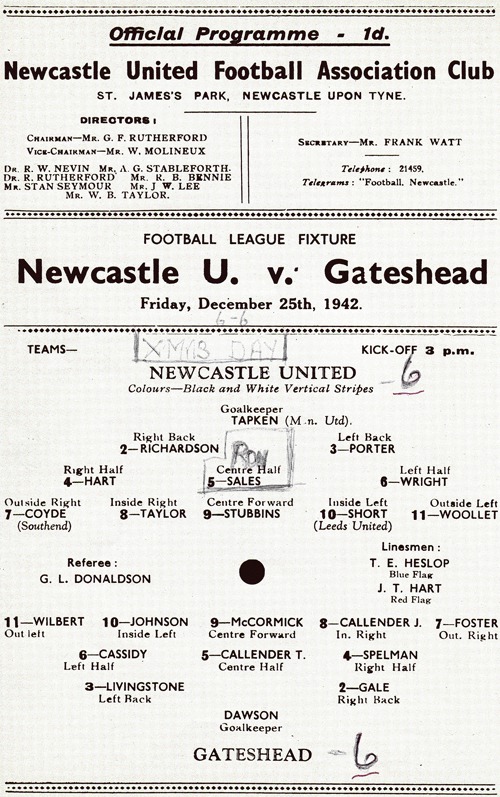 Official Programme - 1d.
Newcastle United Football Association Club
ST. JAMES'S PARK, NEWCASTLE UPON TYNE.
DIRECTORS:
CHAIRMAN—MR. G. F. RUTHERFORD
VICE-CHAIRMAN—MR. W. MOLINEUX
DR. R. W. NEVIN MR. A. G. STABLEFORTH.
DR. R. RUTHERFORD MR. R. B. BENNIE
MR. STAN SEYMOUR MR. J. W. LEE
MR. W. B. TAYLOR.
SECRETARY—MR. FRANK WATT
Telephone: 21459.
Telegrams: "Football, Newcastle."
FOOTBALL LEAGUE FIXTURE
Newcastle U. v. Gateshead
Friday, December 25th, 1942.
6-6
TEAMS— XMAS DAY KICK-OFF 3 p.m.
NEWCASTLE UNITED - 6
Colours—Black and White Vertical Stripes
Goalkeeper
TAPKEN (M.n. Utd).
Right Back Left Back
2—RICHARDSON RON 3—PORTER
Right Half Centre Half Left Half
4—HART 5—SALES 6—WRIGHT
Outside Right Inside Right Centre Forward Inside Left Outside Left
7—COYDE 8—TAYLOR 9—STUBBINS 10—SHORT 11—WOOLLET
(Southend) (Leeds United)
Referee:
G. L. DONALDSON
Linesmen:
T. E. HESLOP
Blue Flag
J. T. HART
Red Flag
11—WILBERT 10—JOHNSON 9—McCORMICK 8—CALLENDER J. 7—FOSTER
Out left Inside Left Centre Forward In. Right Out. Right
6—CASSIDY 5—CALLENDER T. 4—SPELMAN
Left Half Centre Half Right Half
3—LIVINGSTONE 2—GALE
Left Back Right Back
DAWSON
Goalkeeper
GATESHEAD - 6